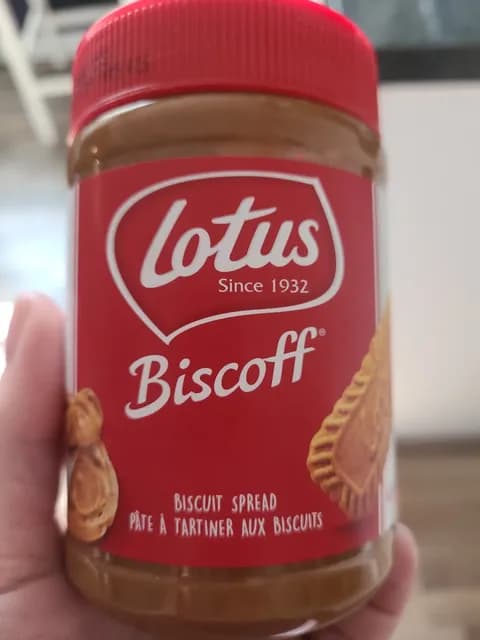 Lotus
Since 1932
Biscoff®
BISCUIT SPREAD
PÂTE À TARTINER AUX BISCUITS